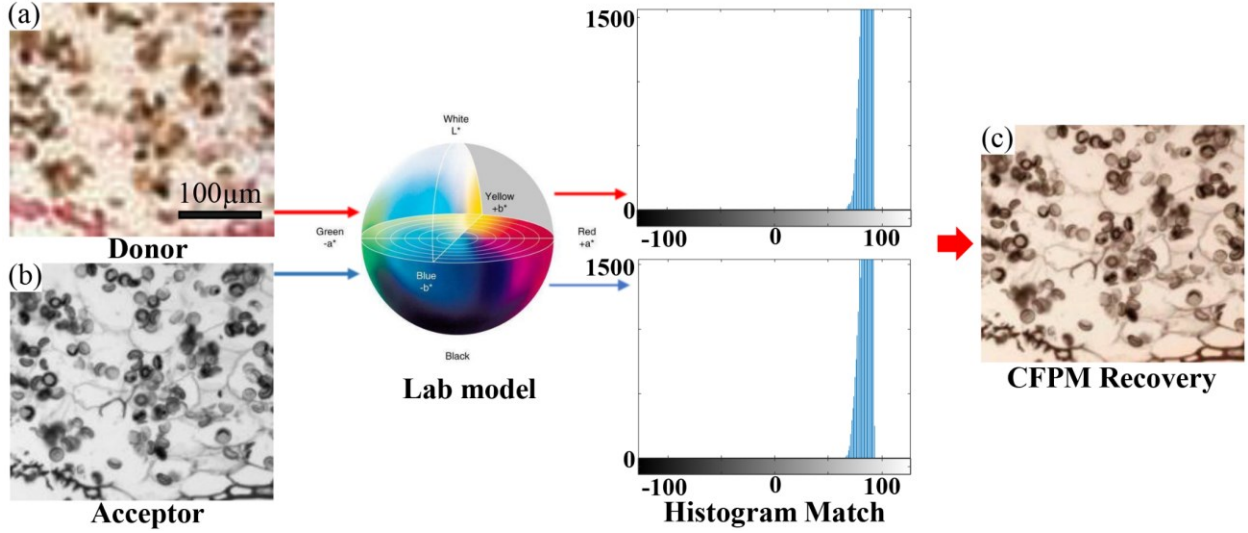 (a)
100μm
Donor
(b)
Acceptor
White
L*
Yellow
+b*
Green
-a*
Red
+a*
Blue
-b*
Black
Lab model
1500
0
-100
0
100
1500
0
-100
0
100
Histogram Match
(c)
CFPM Recovery